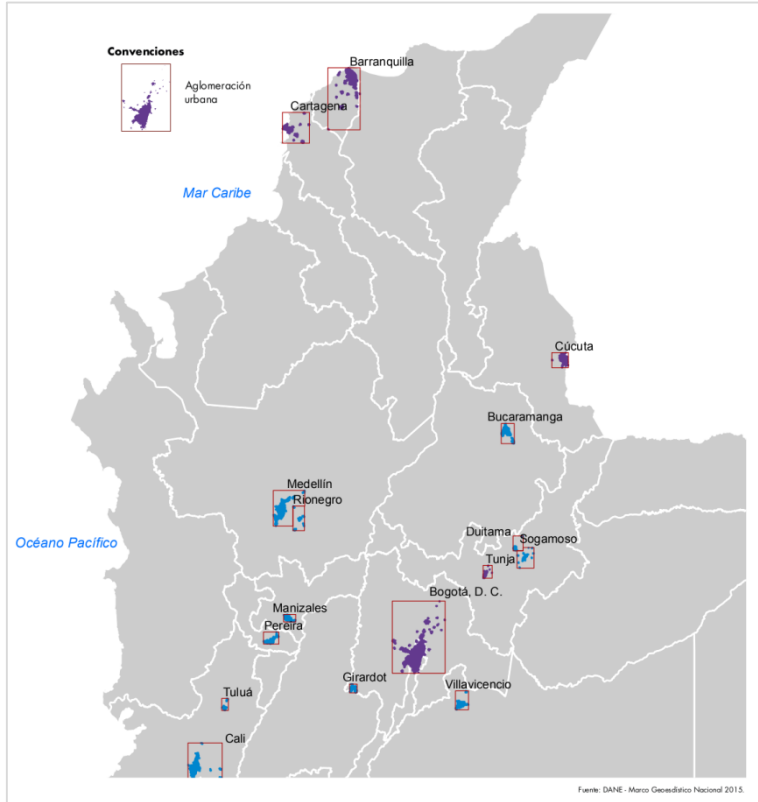 Convenciones
Aglomeración
urbana
Barranquilla
Cartagena
Mar Caribe
Cúcuta
Bucaramanga
Medellín
Rionegro
Océano Pacífico
Duitama
Sogamoso
Tunja
Bogotá, D. C.
Manizales
Pereira
Girardot
Villavicencio
Tuluá
Cali
Fuente: DANE - Marco Geoesdístico Nacional 2015.